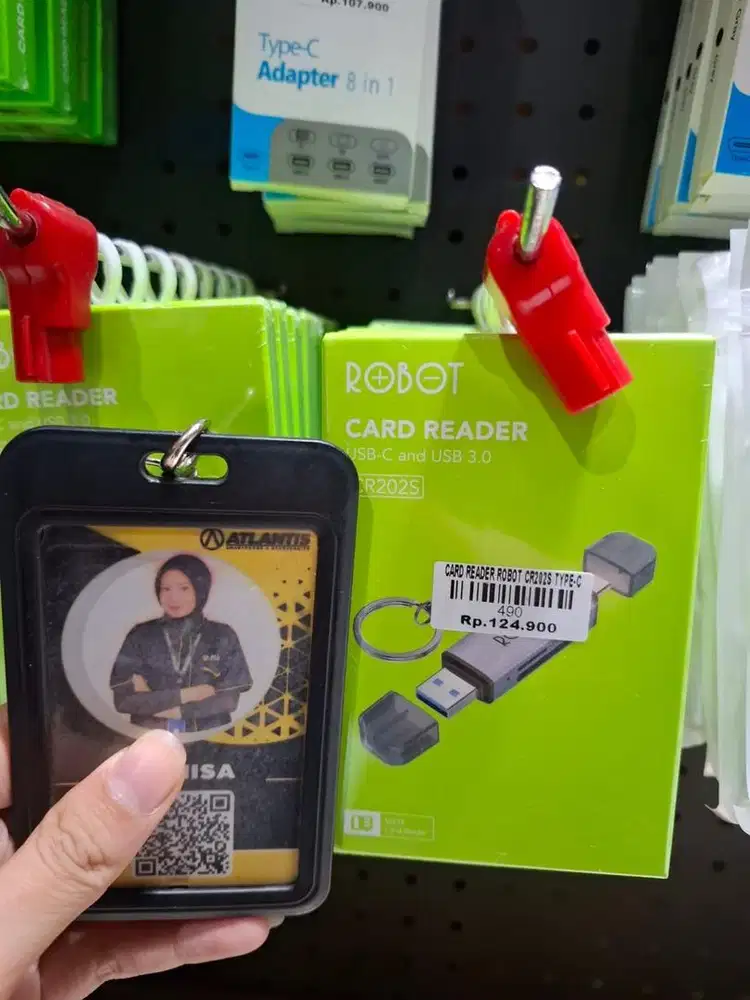 Rp.107.900
Type-C
Adapter 8 in 1
RD READER
ROBOT
CARD READER
USB-C and USB 3.0
CR202S
CARD READER ROBOT CR202S TYPE-C
490
Rp.124.900
ATLANTIS
ISA